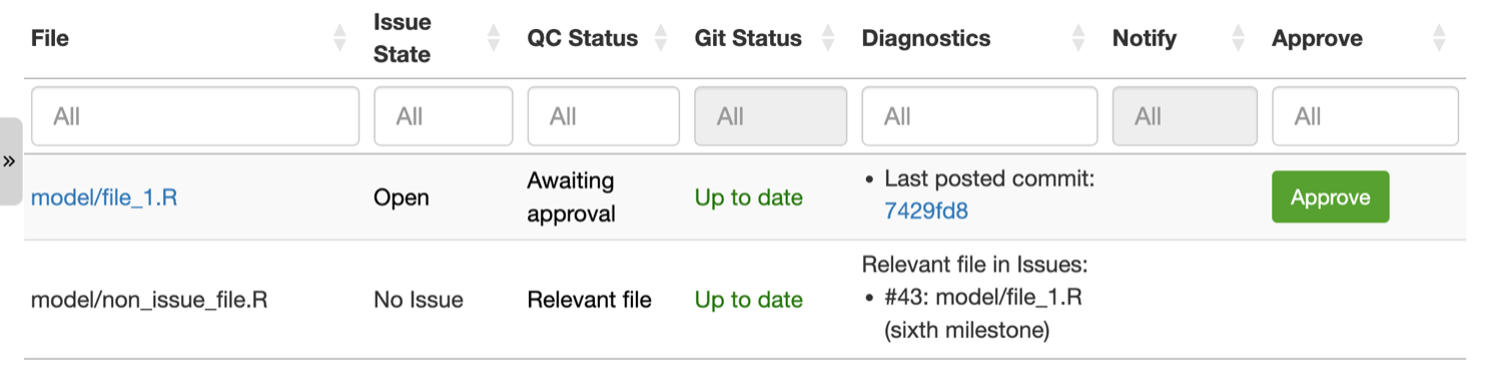 File Issue State QC Status Git Status Diagnostics Notify Approve
All All All All All All All
»
model/file_1.R Open Awaiting approval Up to date • Last posted commit: 7429fd8 Approve
model/non_issue_file.R No Issue Relevant file Up to date Relevant file in Issues:
• #43: model/file_1.R
(sixth milestone)